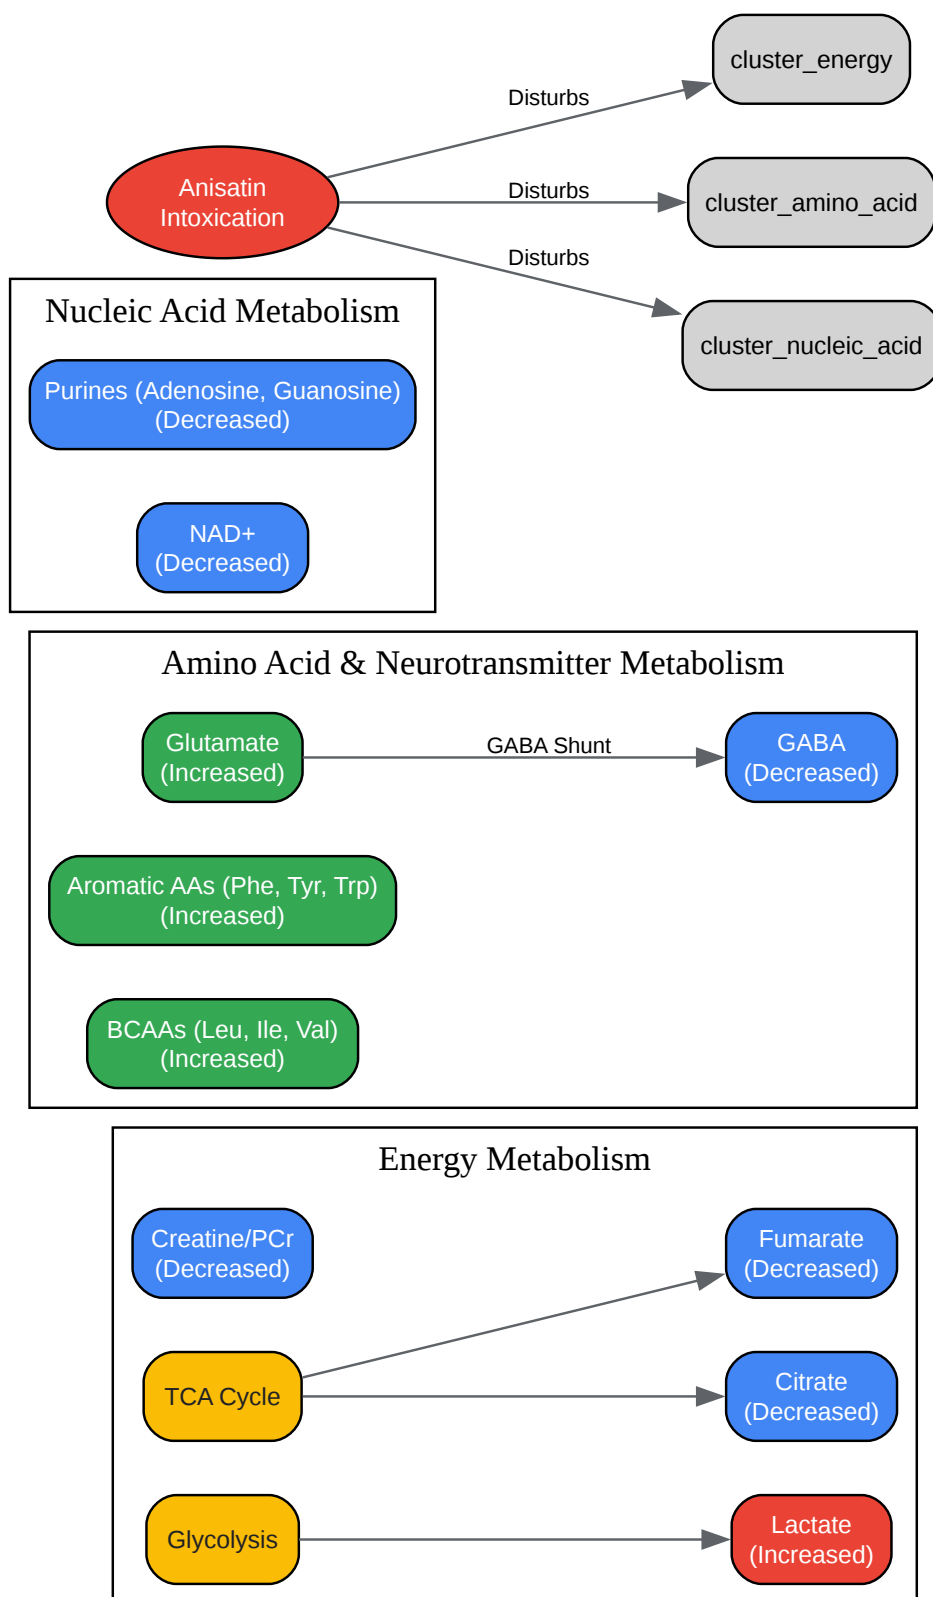 cluster_energy
Disturbs
Anisatin
Intoxication
Disturbs
cluster_amino_acid
Disturbs
cluster_nucleic_acid
Nucleic Acid Metabolism
Purines (Adenosine, Guanosine)
(Decreased)
NAD+
(Decreased)
Amino Acid & Neurotransmitter Metabolism
Glutamate
(Increased)
GABA Shunt
GABA
(Decreased)
Aromatic AAs (Phe, Tyr, Trp)
(Increased)
BCAAs (Leu, Ile, Val)
(Increased)
Energy Metabolism
Creatine/PCr
(Decreased)
Fumarate
(Decreased)
TCA Cycle
Citrate
(Decreased)
Glycolysis
Lactate
(Increased)